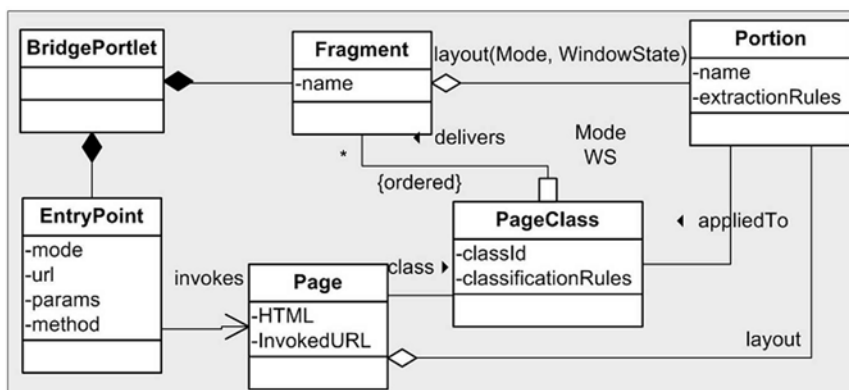 BridgePortlet
Fragment
-name
layout(Mode, WindowState)
Portion
-name
-extractionRules
delivers
*
{ordered}
Mode
WS
EntryPoint
-mode
-url
-params
-method
invokes
Page
-HTML
-InvokedURL
class
PageClass
-classId
-classificationRules
appliedTo
layout